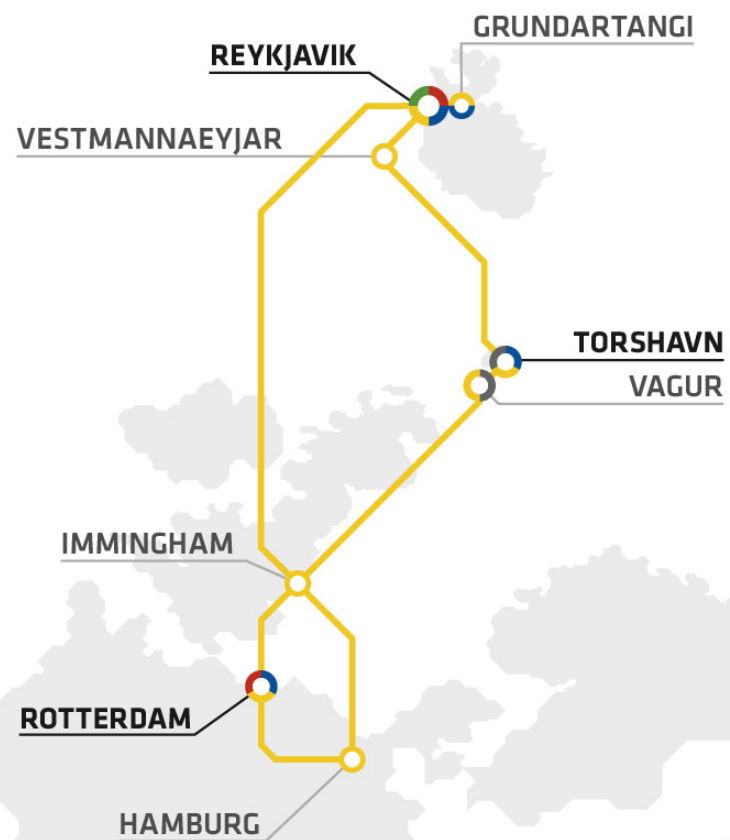 GRUNDARTANGI
REYKJAVIK
VESTMANNAEYJAR
TORSHAVN
VAGUR
IMMINGHAM
ROTTERDAM
HAMBURG